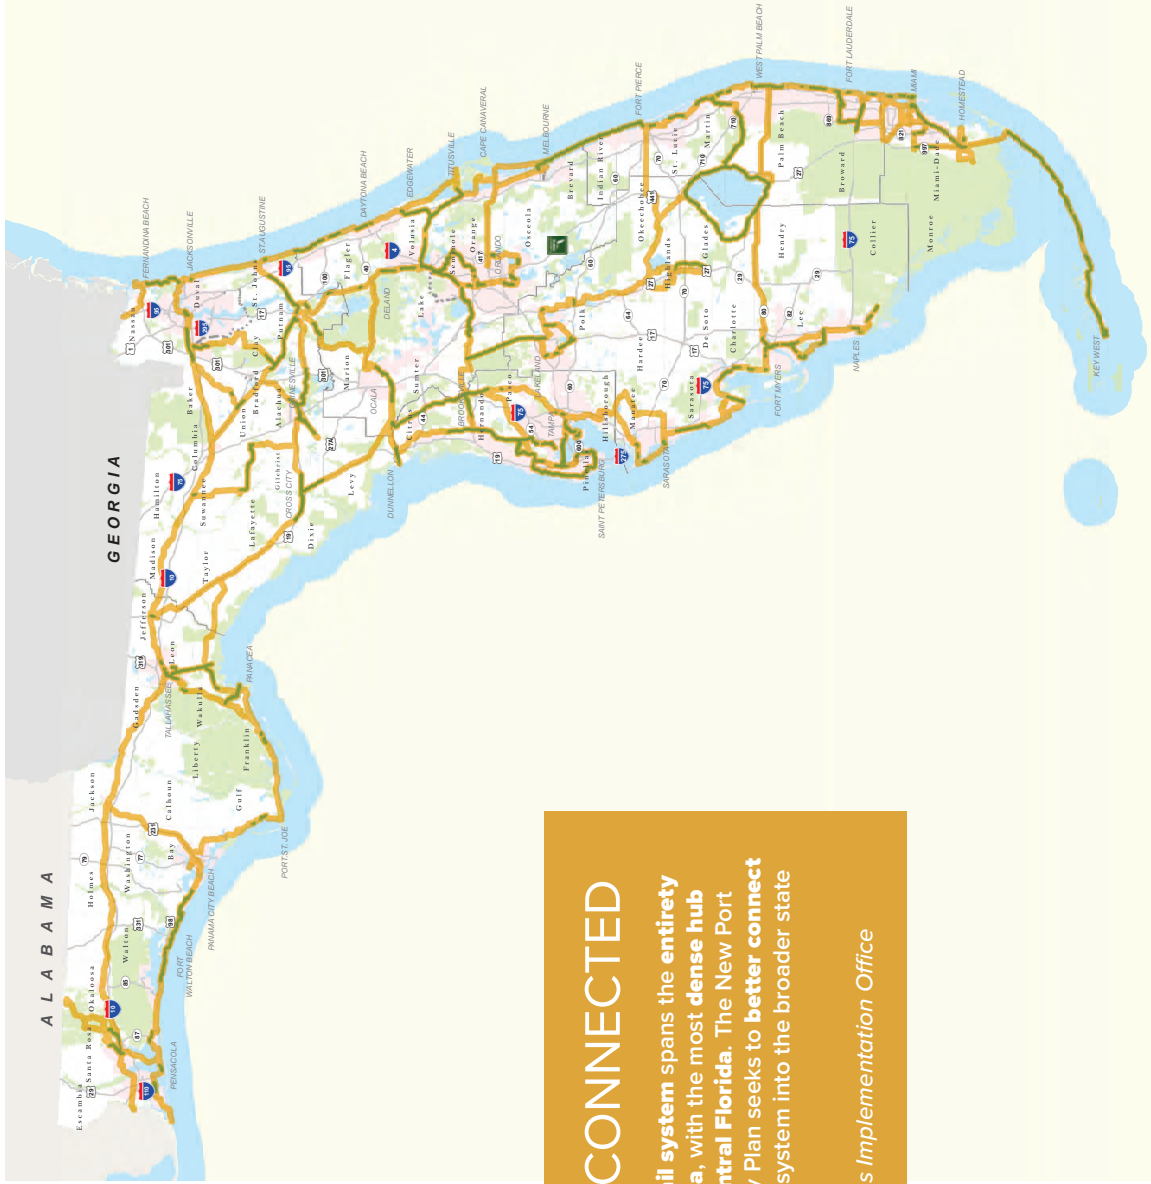 ALABAMA
GEORGIA
Escambia
Santa Rosa
Okaloosa
Walton
Holmes
Washington
Jackson
Bay
Calhoun
Gulf
Gadsden
Liberty
Franklin
Wakulla
Leon
Jefferson
Madison
Taylor
Hamilton
Suwannee
Lafayette
Dixie
Columbia
Gilchrist
Levy
Baker
Union
Bradford
Alachua
Marion
Nassau
Duval
Clay
St. Johns
Putnam
Flagler
Volusia
Lake
Sumter
Citrus
Hernando
Pasco
Pinellas
Hillsborough
Manatee
Sarasota
Seminole
Orange
Osceola
Brevard
Indian River
Polk
Hardee
De Soto
Charlotte
Lee
Highlands
Okeechobee
St. Lucie
Martin
Glades
Hendry
Palm Beach
Broward
Collier
Monroe
Miami-Dade
PENSACOLA
FORT
WALTON BEACH
PANAMA CITY BEACH
PORT ST. JOE
TALLAHASSEE
PANACEA
CROSS CITY
DUNNELLON
OCALA
GAINESVILLE
FERNANDINA BEACH
JACKSONVILLE
ST AUGUSTINE
DAYTONA BEACH
DELAND
EDGEWATER
TITUSVILLE
CAPE CANAVERAL
MELBOURNE
ORLANDO
BROOKSVILLE
LAKELAND
TAMPA
SAINT PETERSBURG
SARASOTA
FORT PIERCE
WEST PALM BEACH
FORT LAUDERDALE
MIAMI
HOMESTEAD
FORT MYERS
NAPLES
KEY WEST
CONNECTED
il system spans the entirety
a, with the most dense hub
ntral Florida. The New Port
y Plan seeks to better connect
system into the broader state
s Implementation Office